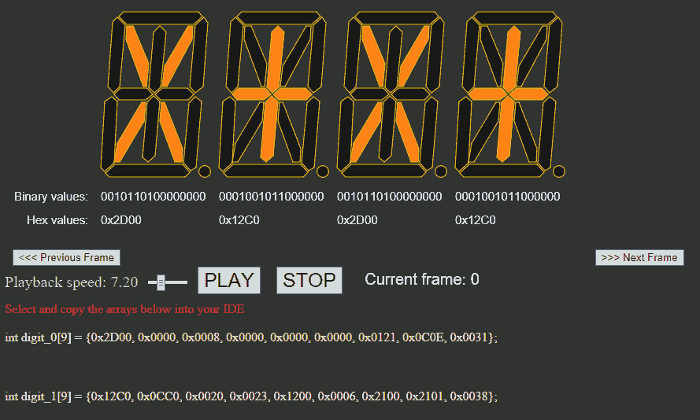 Binary values: 0010110100000000 0001001011000000 0010110100000000 0001001011000000
Hex values: 0x2D00 0x12C0 0x2D00 0x12C0
<<< Previous Frame >>> Next Frame
Playback speed: 7.20 PLAY STOP Current frame: 0
Select and copy the arrays below into your IDE
int digit_0[9] = {0x2D00, 0x0000, 0x0008, 0x0000, 0x0000, 0x0000, 0x0121, 0x0C0E, 0x0031};
int digit_1[9] = {0x12C0, 0x0CC0, 0x0020, 0x0023, 0x1200, 0x0006, 0x2100, 0x2101, 0x0038};